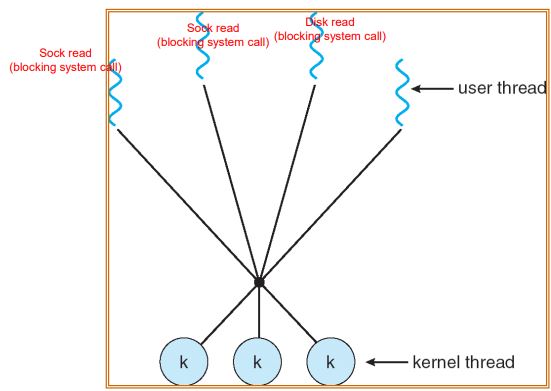 Sock read
(blocking system call)
Sock read
(blocking system call)
Disk read
(blocking system call)
user thread
k
k
k
kernel thread